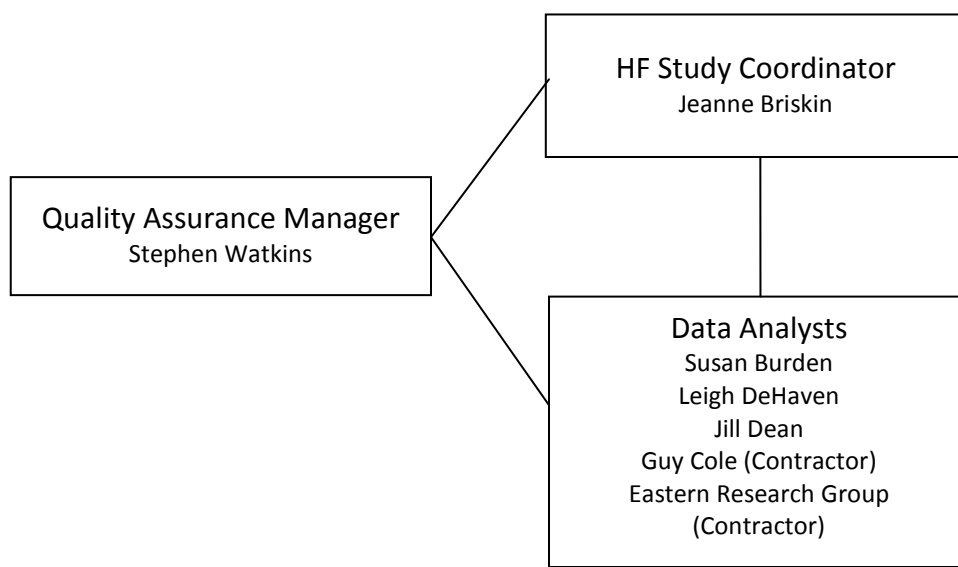 HF Study Coordinator
Jeanne Briskin
Quality Assurance Manager
Stephen Watkins
Data Analysts
Susan Burden
Leigh DeHaven
Jill Dean
Guy Cole (Contractor)
Eastern Research Group
(Contractor)